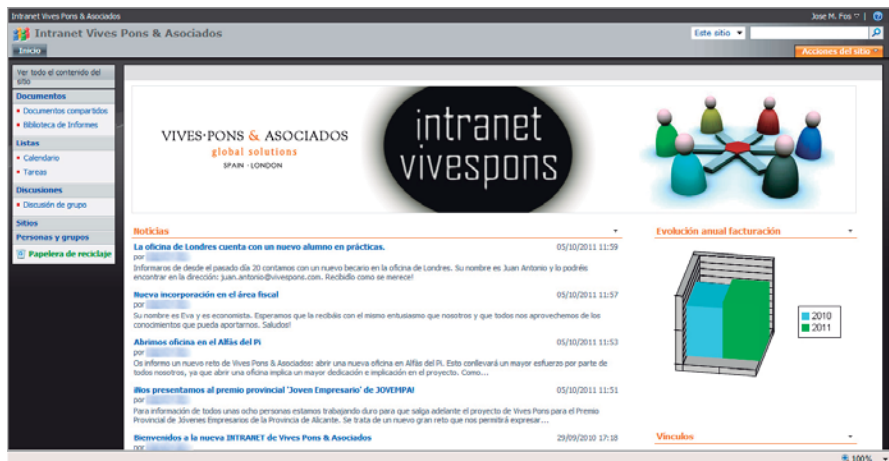 Intranet Vives Pons & Asociados
Jose M. Fos
Intranet Vives Pons & Asociados
Este sitio
Inicio
Acciones del sitio
Ver todo el contenido del sitio
Documentos
Documentos compartidos
Biblioteca de Informes
Listas
Calendario
Tareas
Discusiones
Discusión de grupo
Sitios
Personas y grupos
Papelera de reciclaje
VIVES·PONS & ASOCIADOS
global solutions
SPAIN · LONDON
intranet
vivespons
Noticias
La oficina de Londres cuenta con un nuevo alumno en prácticas. 05/10/2011 11:59
por
Informaros de desde el pasado día 20 contamos con un nuevo becario en la oficina de Londres. Su nombre es Juan Antonio y lo podréis
encontrar en la dirección: juan.antonio@vivespons.com. Recibidlo como se merece!
Nueva incorporación en el área fiscal 05/10/2011 11:57
por
Su nombre es Eva y es economista. Esperamos que la recibáis con el mismo entusiasmo que nosotros y que todos nos aprovechemos de los
conocimientos que pueda aportarnos. Saludos!
Abrimos oficina en el Alfàs del Pi 05/10/2011 11:53
por
Os informo un nuevo reto de Vives Pons & Asociados: abrir una nueva oficina en Alfàs del Pi. Esto conllevará un mayor esfuerzo por parte de
todos nosotros, ya que abrir una oficina implica un mayor dedicación e implicación en el proyecto. Como...
¡Nos presentamos al premio provincial 'Joven Empresario' de JOVEMPA! 05/10/2011 11:51
por
Para información de todos unas ocho personas estamos trabajando duro para que salga adelante el proyecto de Vives Pons para el Premio
Provincial de Jóvenes Empresarios de la Provincia de Alicante. Se trata de un nuevo gran reto que nos permitirá expresar...
Bienvenidos a la nueva INTRANET de Vives Pons & Asociados 29/09/2010 17:18
por
Evolución anual facturación
2010
2011
Vínculos
100%